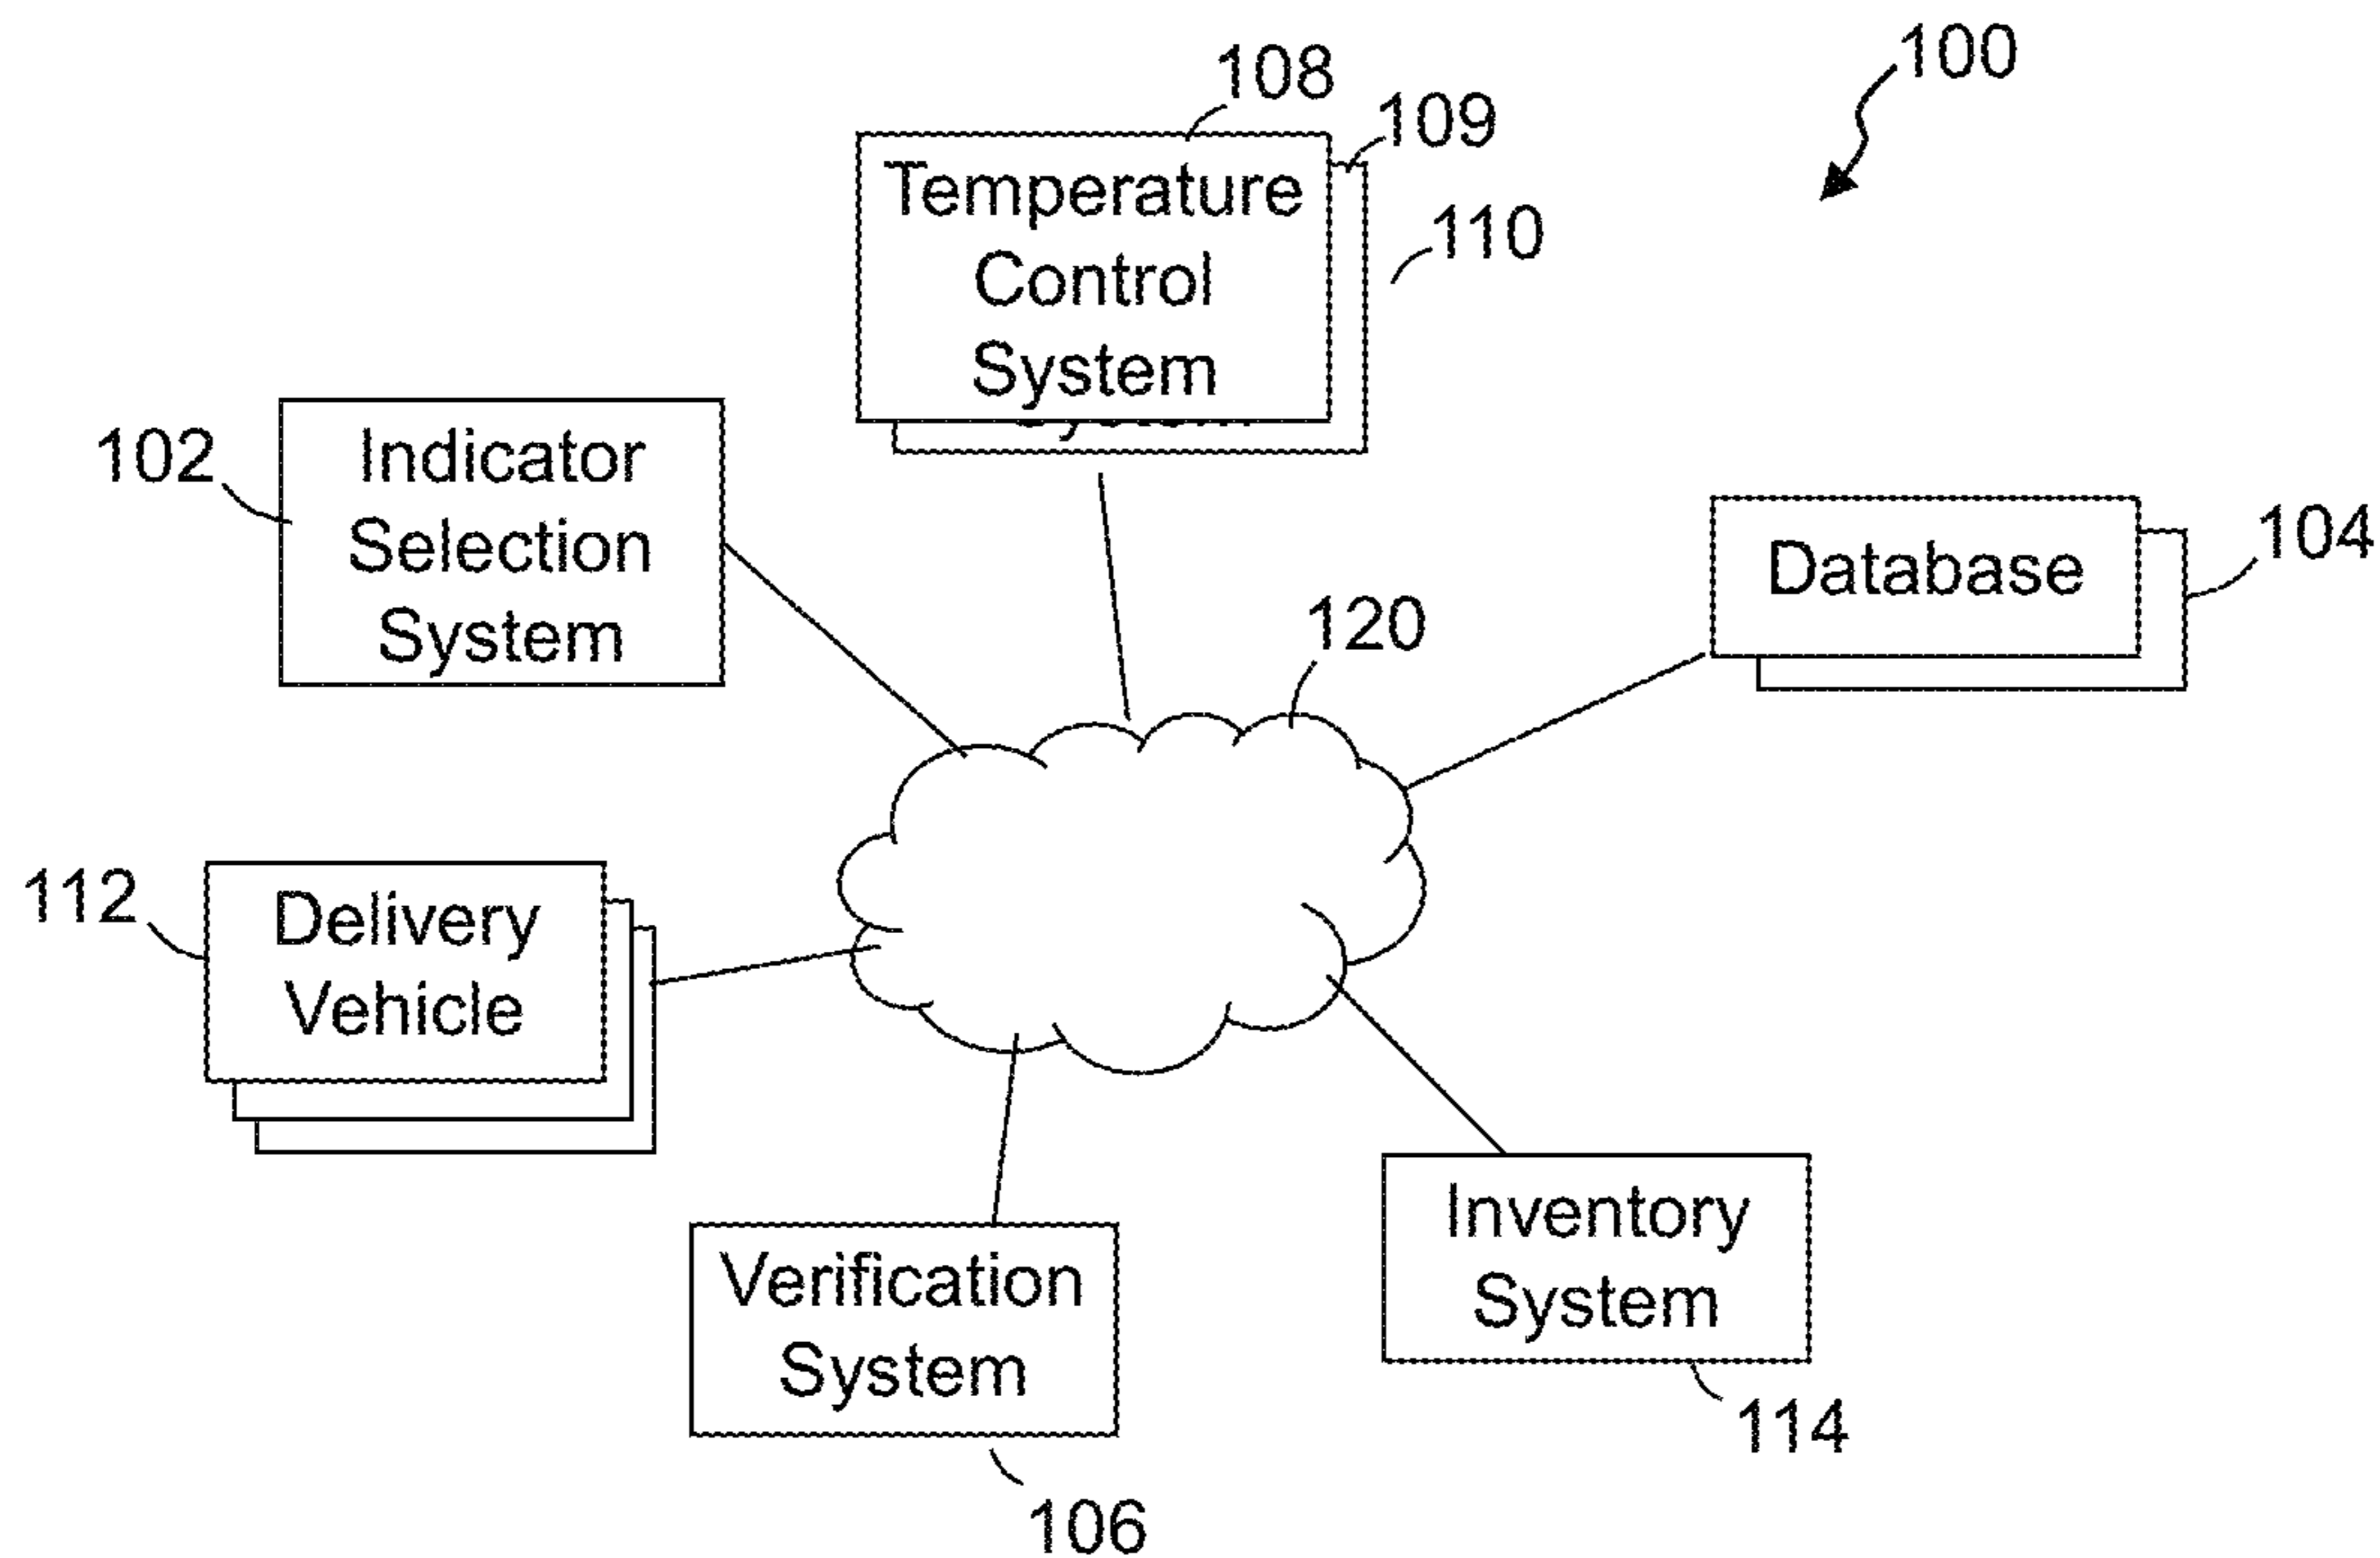 100
108
109
110
Temperature
Control
System
102
Indicator
Selection
System
Database
104
120
112
Delivery
Vehicle
Verification
System
106
Inventory
System
114